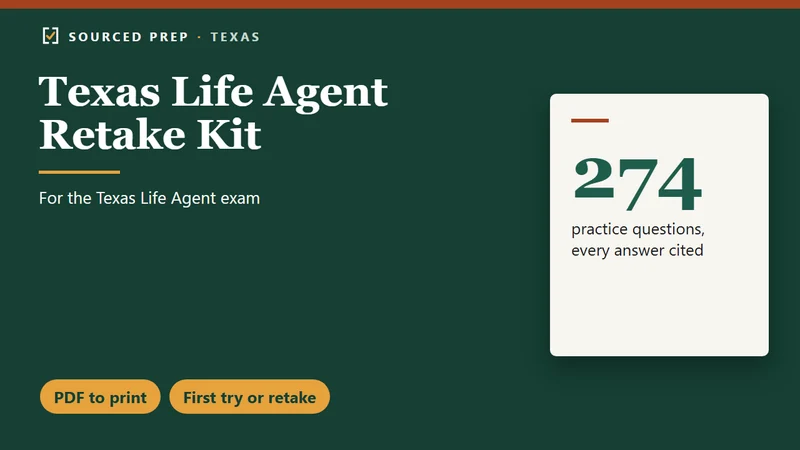 SOURCED PREP · TEXAS
Texas Life Agent
Retake Kit
For the Texas Life Agent exam
274
practice questions,
every answer cited
PDF to print
First try or retake